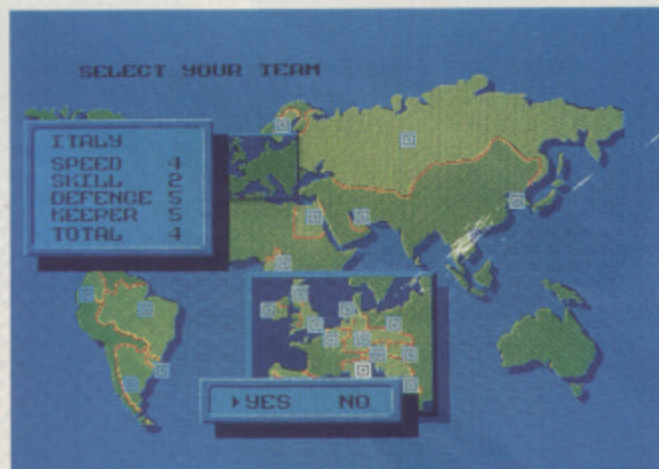 SELECT YOUR TEAM
ITALY
SPEED 4
SKILL 2
DEFENCE 5
KEEPER 5
TOTAL 4
YES NO